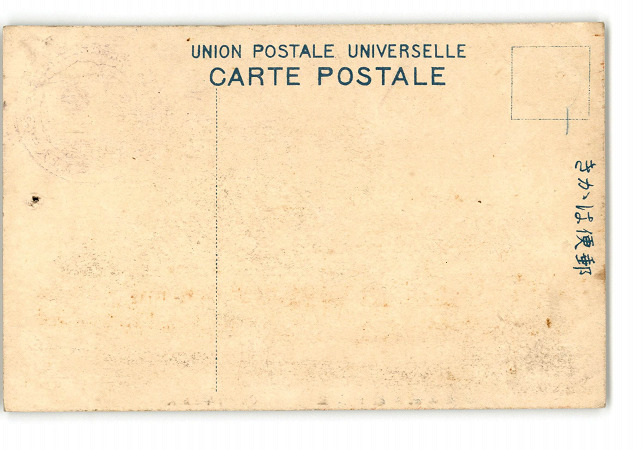 UNION POSTALE UNIVERSELLE
CARTE POSTALE
きかは便郵